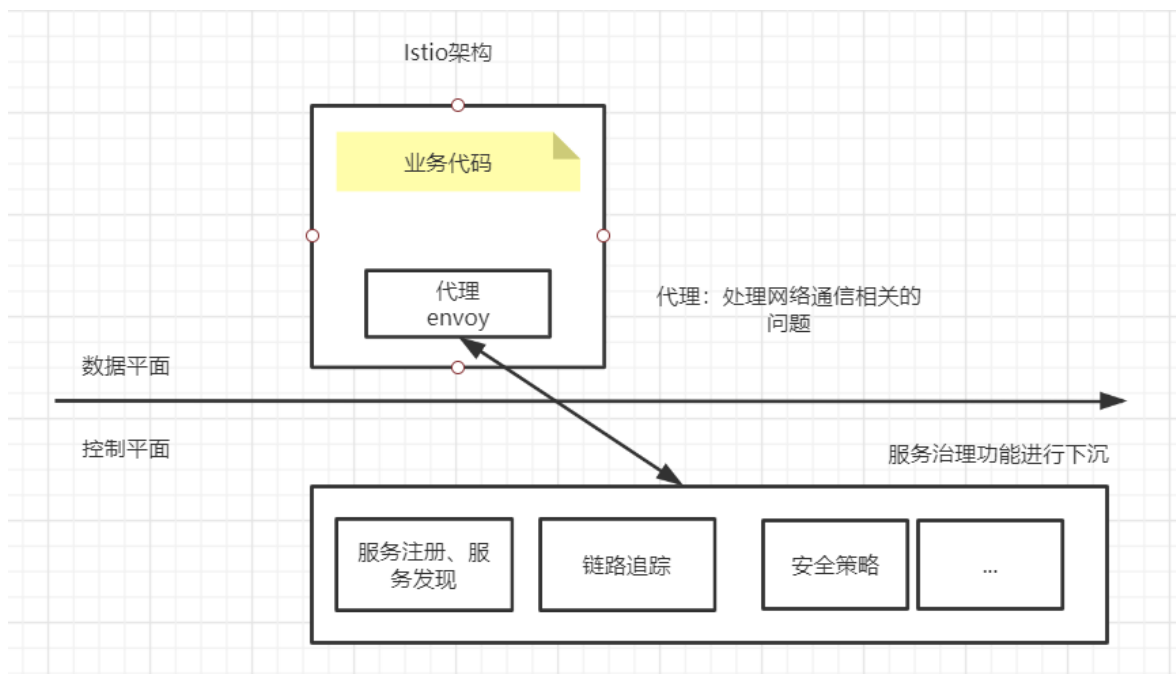 Istio架构
业务代码
代理
envoy
代理：处理网络通信相关的
问题
数据平面
控制平面
服务治理功能进行下沉
服务注册、服
务发现
链路追踪
安全策略
...